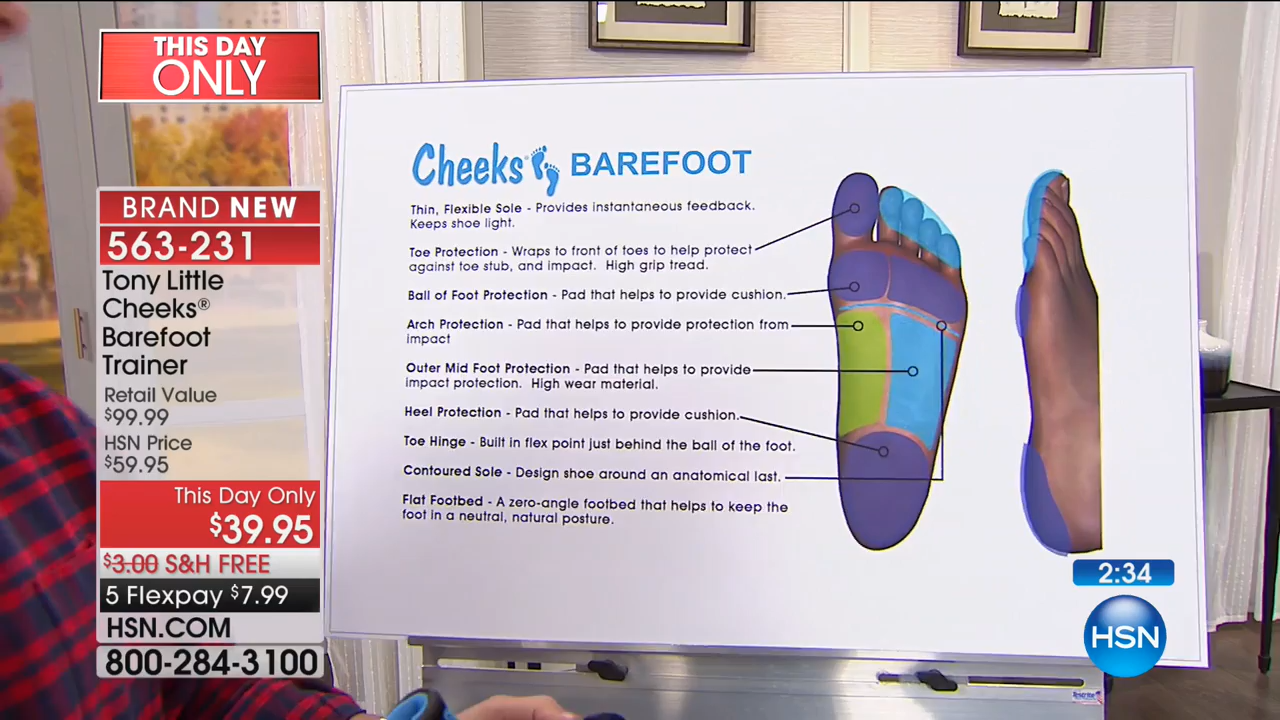 THIS DAY
ONLY
BRAND NEW
563-231
Tony Little
Cheeks®
Barefoot
Trainer
Retail Value
$99.99
HSN Price
$59.95
This Day Only
$39.95
$3.00 S&H FREE
5 Flexpay $7.99
HSN.COM
800-284-3100
Cheeks® BAREFOOT
Thin, Flexible Sole - Provides instantaneous feedback.
Keeps shoe light.
Toe Protection - Wraps to front of toes to help protect
against toe stub, and impact. High grip tread.
Ball of Foot Protection - Pad that helps to provide cushion.
Arch Protection - Pad that helps to provide protection from
impact
Outer Mid Foot Protection - Pad that helps to provide
impact protection. High wear material.
Heel Protection - Pad that helps to provide cushion.
Toe Hinge - Built in flex point just behind the ball of the foot.
Contoured Sole - Design shoe around an anatomical last.
Flat Footbed - A zero-angle footbed that helps to keep the
foot in a neutral, natural posture.
2:34
HSN